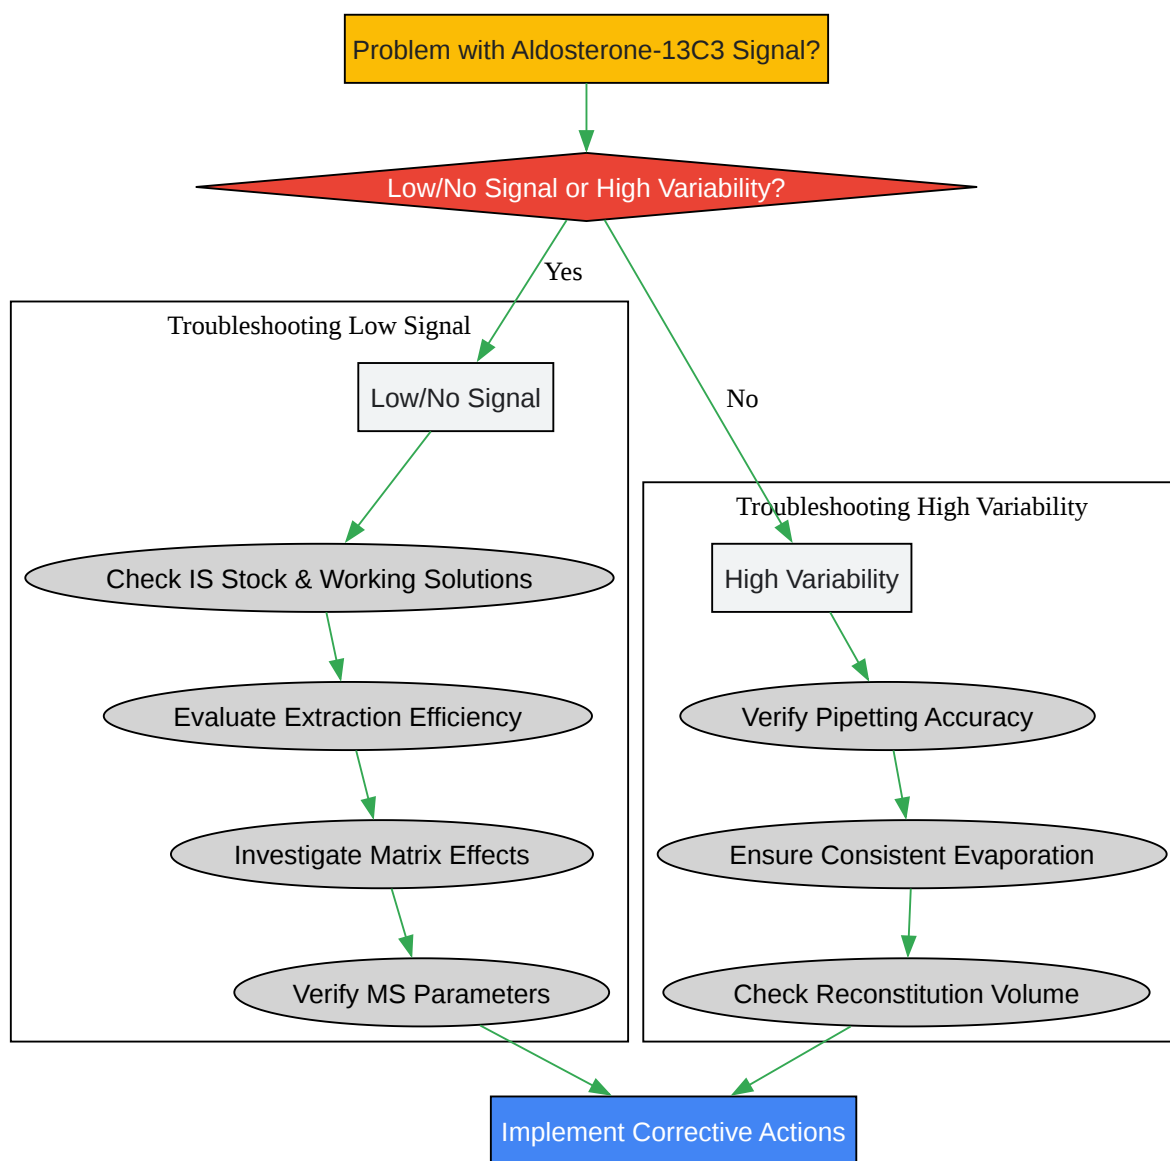 Problem with Aldosterone-13C3 Signal?
Low/No Signal or High Variability?
Yes
Troubleshooting Low Signal
Low/No Signal
No
Troubleshooting High Variability
Check IS Stock & Working Solutions
High Variability
Evaluate Extraction Efficiency
Verify Pipetting Accuracy
Investigate Matrix Effects
Ensure Consistent Evaporation
Verify MS Parameters
Check Reconstitution Volume
Implement Corrective Actions